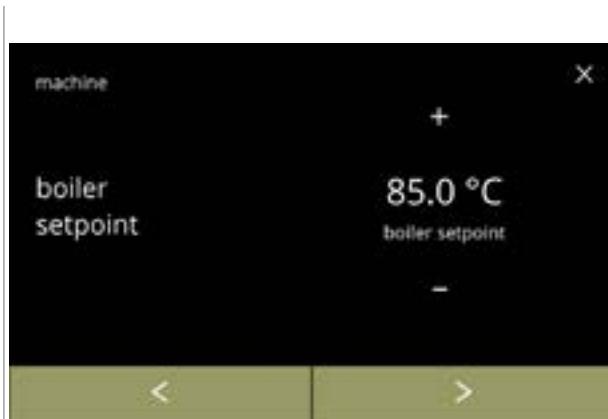 machine
X
+
boiler
setpoint
85.0 °C
boiler setpoint
-
< >